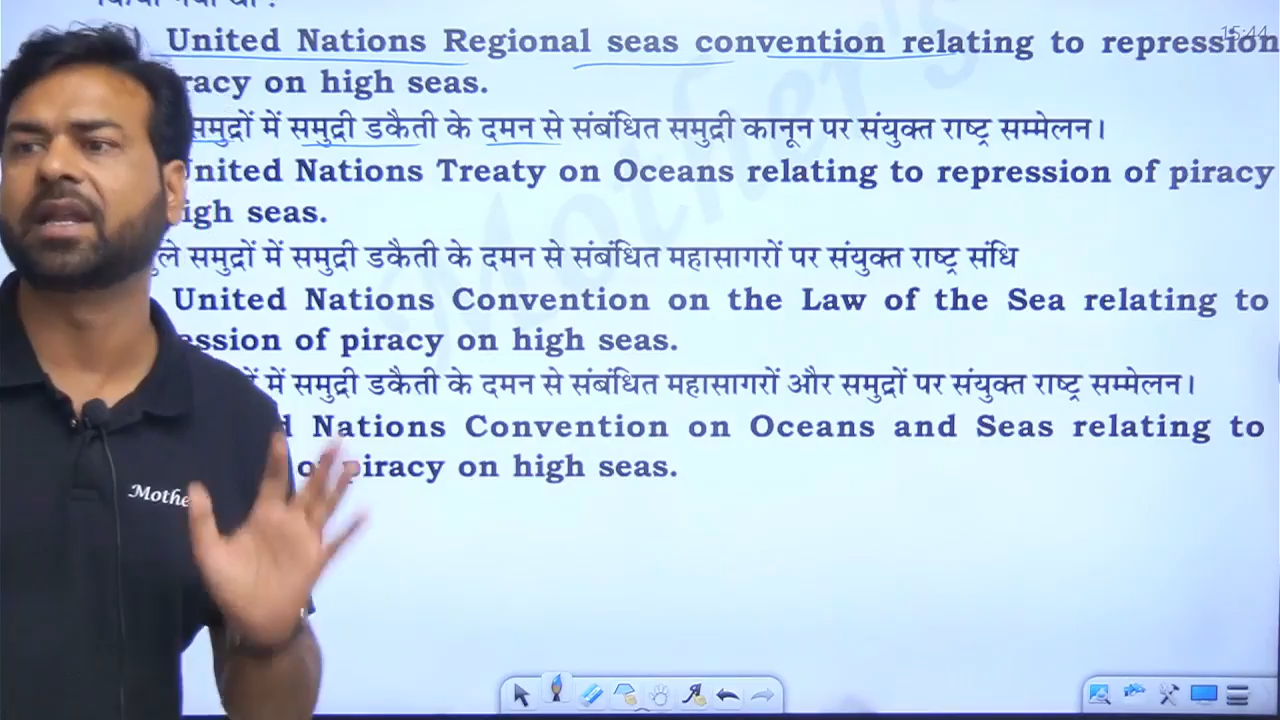 United Nations Regional seas convention relating to repression
racy on high seas.
समुद्रों में समुद्री डकैती के दमन से संबंधित समुद्री कानून पर संयुक्त राष्ट्र सम्मेलन।
United Nations Treaty on Oceans relating to repression of piracy
igh seas.
समुद्रों में समुद्री डकैती के दमन से संबंधित महासागरों पर संयुक्त राष्ट्र संधि
United Nations Convention on the Law of the Sea relating to
ession of piracy on high seas.
में समुद्री डकैती के दमन से संबंधित महासागरों और समुद्रों पर संयुक्त राष्ट्र सम्मेलन।
Nations Convention on Oceans and Seas relating to
piracy on high seas.
Mothe
Mother's
15:44